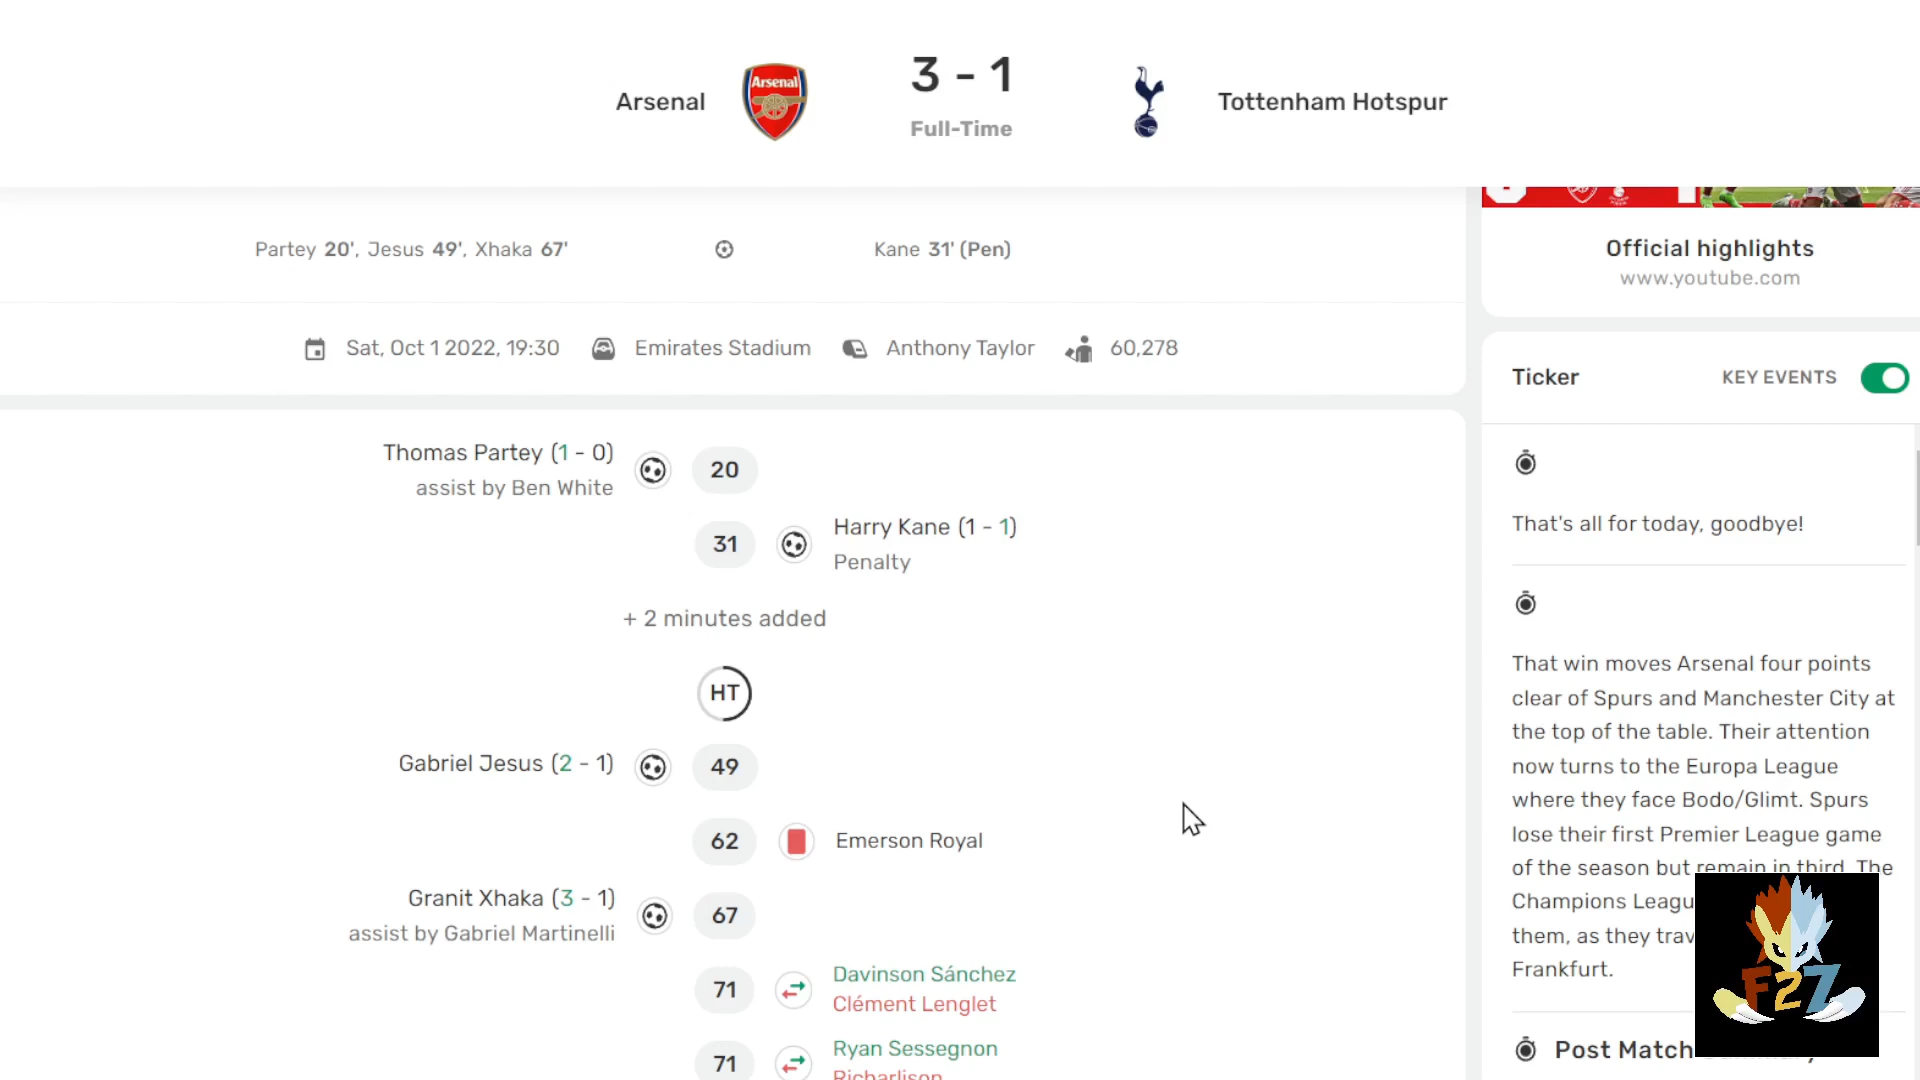 Arsenal
Arsenal
3 - 1
Full-Time
Tottenham Hotspur
Partey 20', Jesus 49', Xhaka 67'
Kane 31' (Pen)
Sat, Oct 1 2022, 19:30
Emirates Stadium
Anthony Taylor
60,278
Thomas Partey (1 - 0)
assist by Ben White
20
31
Harry Kane (1 - 1)
Penalty
+ 2 minutes added
HT
Gabriel Jesus (2 - 1)
49
62
Emerson Royal
Granit Xhaka (3 - 1)
assist by Gabriel Martinelli
67
71
Davinson Sánchez
Clément Lenglet
71
Ryan Sessegnon
Richarlison
Official highlights
www.youtube.com
Ticker
KEY EVENTS
That's all for today, goodbye!
That win moves Arsenal four points
clear of Spurs and Manchester City at
the top of the table. Their attention
now turns to the Europa League
where they face Bodo/Glimt. Spurs
lose their first Premier League game
of the season but remain in third. The
Champions Leagu
them, as they trav
Frankfurt.
Post Match
F2Z